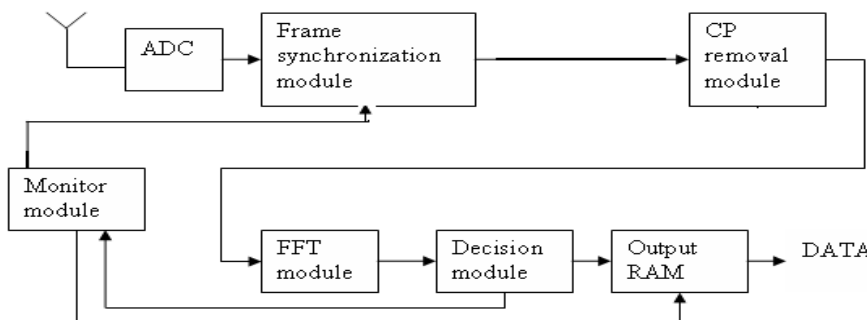 ADC
Frame
synchronization
module
CP
removal
module
Monitor
module
FFT
module
Decision
module
Output
RAM
DATA